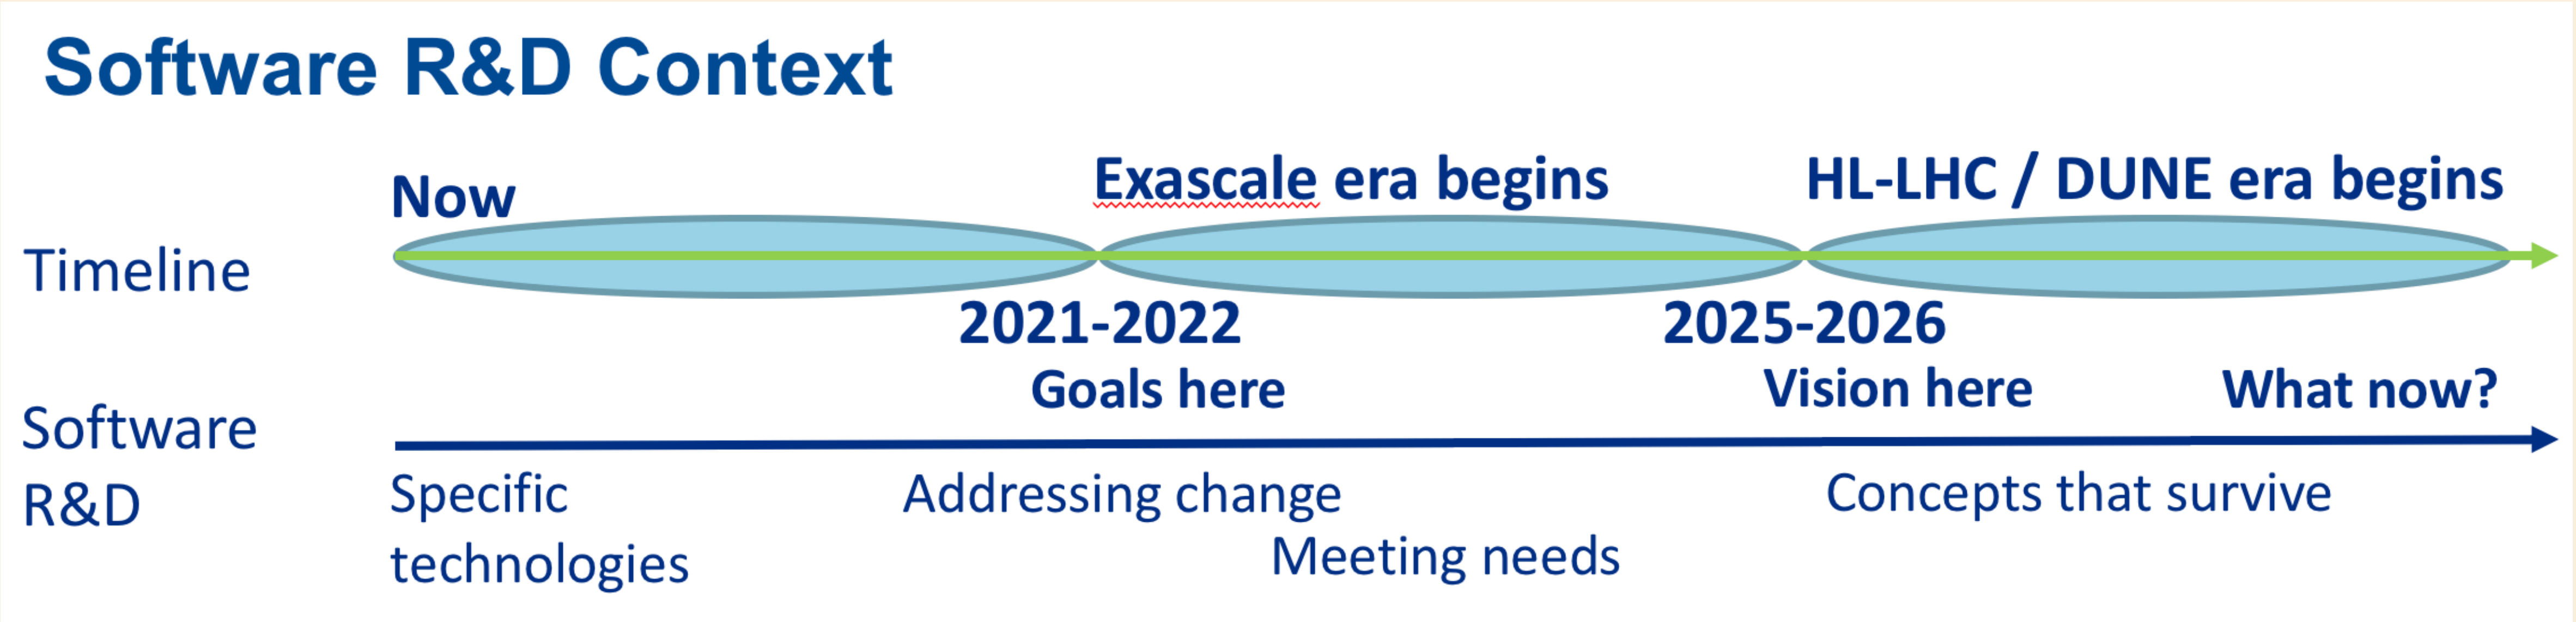 Software R&D Context
Now
Exascale era begins
HL-LHC / DUNE era begins
Timeline
2021-2022
2025-2026
Goals here
Vision here
What now?
Software
R&D
Specific
technologies
Addressing change
Meeting needs
Concepts that survive